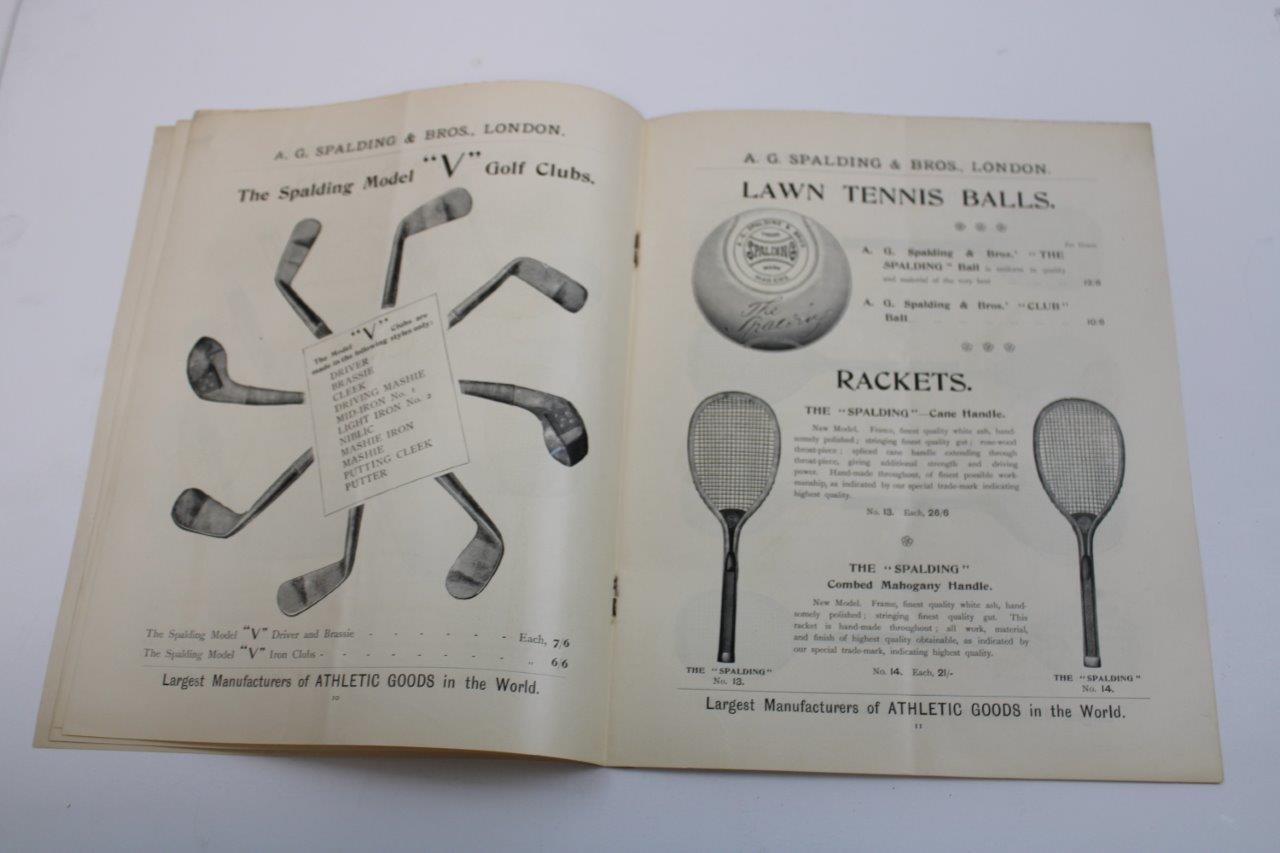 A. G. SPALDING & BROS., LONDON.
The Spalding Model "V" Golf Clubs.
The Model "V" Clubs are
made in the following styles only:
DRIVER
BRASSIE
CLEEK
DRIVING MASHIE
MID-IRON No. 1
LIGHT IRON No. 2
NIBLIC
MASHIE IRON
MASHIE
PUTTING CLEEK
PUTTER
The Spalding Model "V" Driver and Brassie - - - - - - Each, 7/6
The Spalding Model "V" Iron Clubs - - - - - - - - „ 6/6
Largest Manufacturers of ATHLETIC GOODS in the World.
10
A. G. SPALDING & BROS., LONDON.
LAWN TENNIS BALLS.
A. G. SPALDING & BROS
TRADE
SPALDING
MARK
The Spalding
Per Dozen
A. G. Spalding & Bros.' "THE
SPALDING" Ball is uniform in quality
and material of the very best 12/6
A. G. Spalding & Bros.' "CLUB"
Ball 10/6
RACKETS.
THE "SPALDING"—Cane Handle.
New Model. Frame, finest quality white ash, hand-
somely polished; stringing finest quality gut; rose-wood
throat-piece; spliced cane handle extending through
throat-piece, giving additional strength and driving
power. Hand-made throughout, of finest possible work-
manship, as indicated by our special trade-mark indicating
highest quality.
No. 13. Each, 26/6
THE "SPALDING"
Combed Mahogany Handle.
New Model. Frame, finest quality white ash, hand-
somely polished; stringing finest quality gut. This
racket is hand-made throughout; all work, material,
and finish of highest quality obtainable, as indicated by
our special trade-mark, indicating highest quality.
No. 14. Each, 21/-
THE "SPALDING"
No. 13.
THE "SPALDING"
No. 14.
Largest Manufacturers of ATHLETIC GOODS in the World.
11